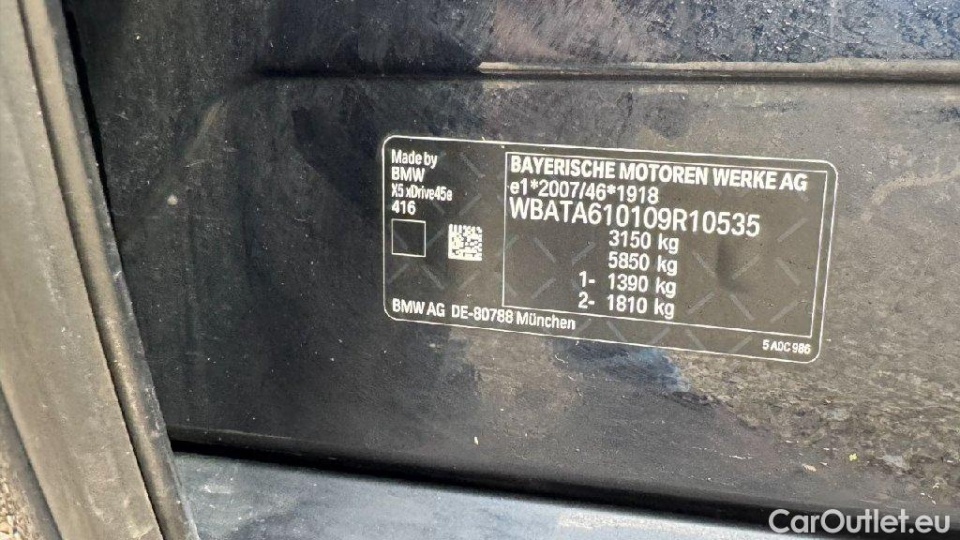 Made by
BMW
X5 xDrive45e
416
BAYERISCHE MOTOREN WERKE AG
e1*2007/46*1918
WBATA610109R10535
3150 kg
5850 kg
1- 1390 kg
2- 1810 kg
BMW AG DE-80788 München
5 A0C 986
CarOutlet.eu